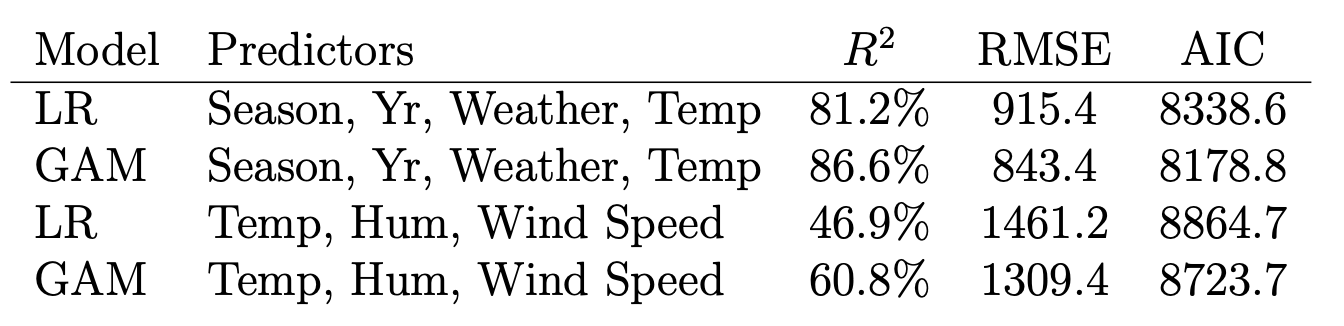 Model Predictors R² RMSE AIC
LR Season, Yr, Weather, Temp 81.2% 915.4 8338.6
GAM Season, Yr, Weather, Temp 86.6% 843.4 8178.8
LR Temp, Hum, Wind Speed 46.9% 1461.2 8864.7
GAM Temp, Hum, Wind Speed 60.8% 1309.4 8723.7